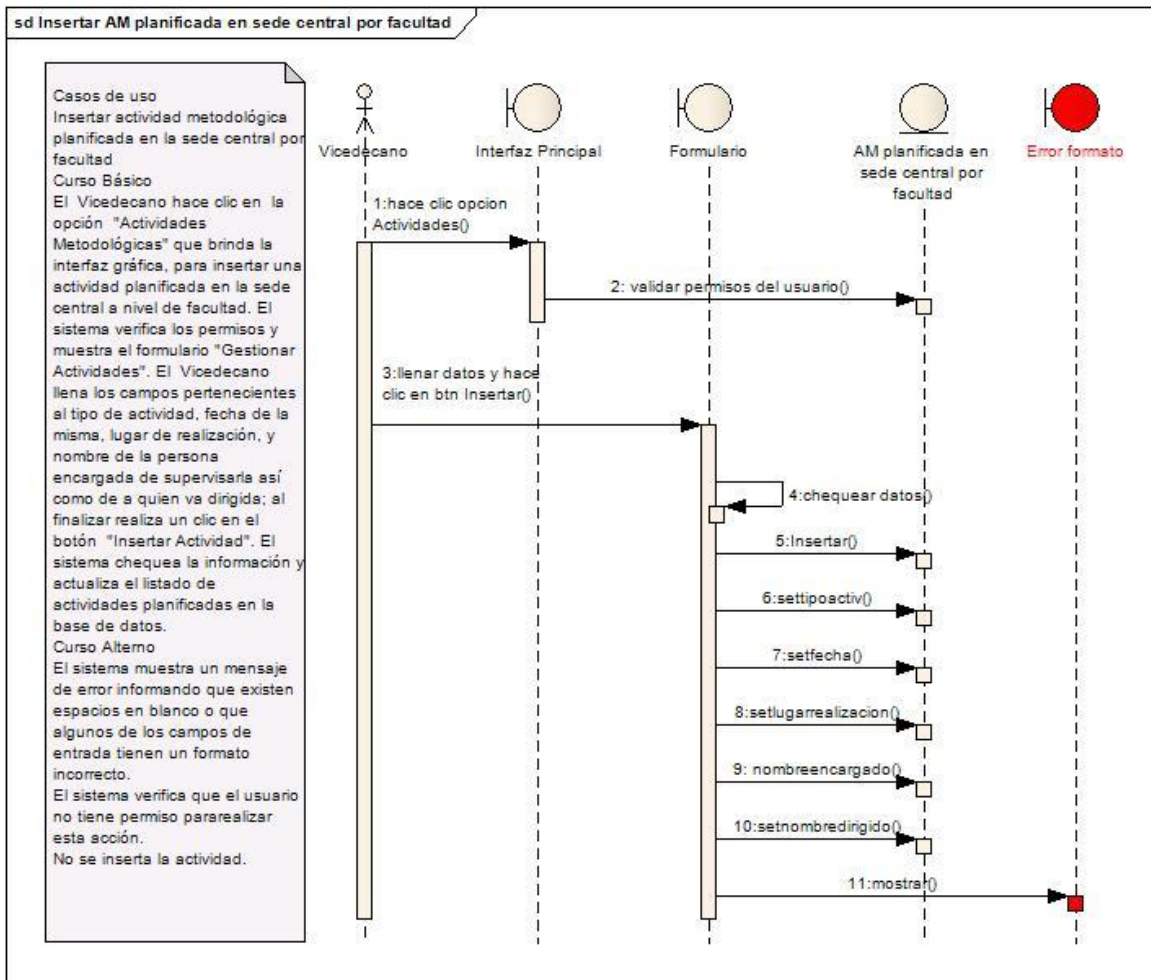 sd Insertar AM planificada en sede central por facultad
Casos de uso
Insertar actividad metodológica
planificada en la sede central por
facultad
Curso Básico
El Vicedecano hace clic en la
opción "Actividades
Metodológicas" que brinda la
interfaz gráfica, para insertar una
actividad planificada en la sede
central a nivel de facultad. El
sistema verifica los permisos y
muestra el formulario "Gestionar
Actividades". El Vicedecano
llena los campos pertenecientes
al tipo de actividad, fecha de la
misma, lugar de realización, y
nombre de la persona
encargada de supervisarla así
como de a quien va dirigida; al
finalizar realiza un clic en el
botón "Insertar Actividad". El
sistema chequea la información y
actualiza el listado de
actividades planificadas en la
base de datos.
Curso Alterno
El sistema muestra un mensaje
de error informando que existen
espacios en blanco o que
algunos de los campos de
entrada tienen un formato
incorrecto.
El sistema verifica que el usuario
no tiene permiso pararealizar
esta acción.
No se inserta la actividad.
Vicedecano
Interfaz Principal
Formulario
AM planificada en
sede central por
facultad
Error formato
1:hace clic opcion
Actividades()
2: validar permisos del usuario()
3:llenar datos y hace
clic en btn Insertar()
4:chequear datos()
5:Insertar()
6:settipoactiv()
7:setfecha()
8:setlugarrealizacion()
9: nombreencargado()
10:setnombredirigido()
11:mostrar()